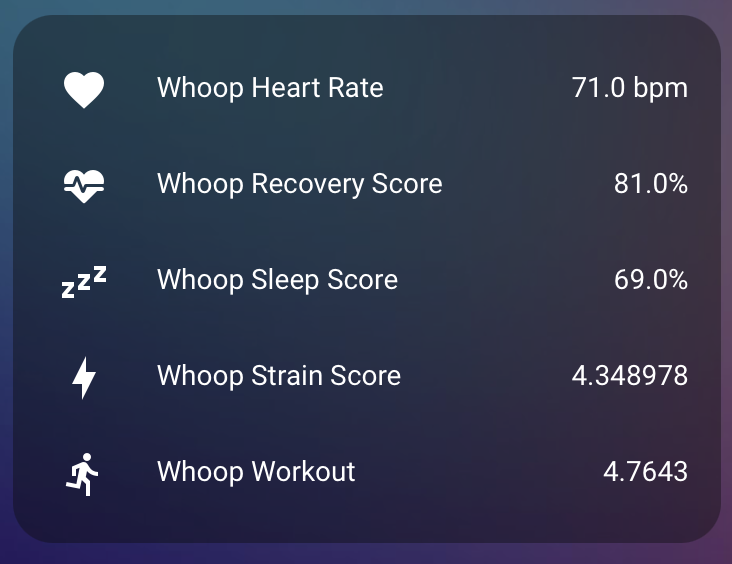 Whoop Heart Rate 71.0 bpm
Whoop Recovery Score 81.0%
zzz Whoop Sleep Score 69.0%
Whoop Strain Score 4.348978
Whoop Workout 4.7643